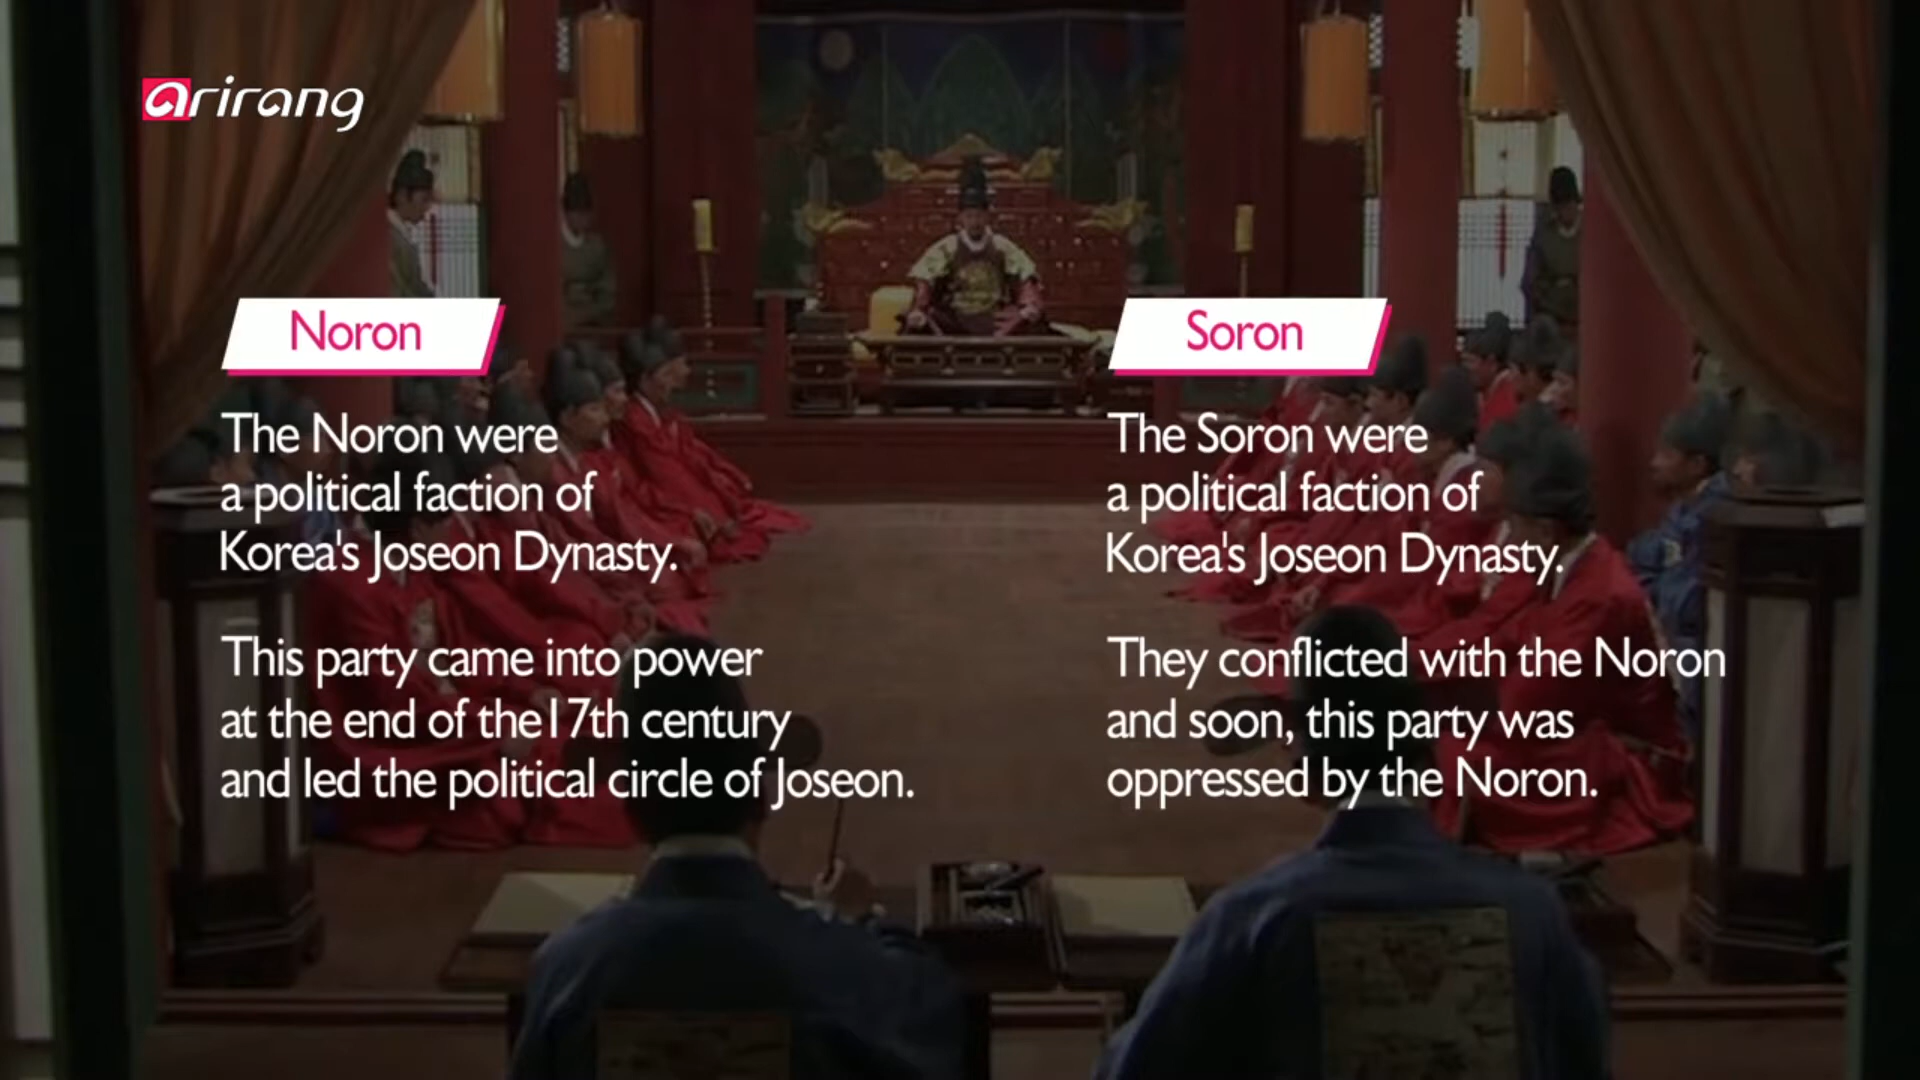 arirang
Noron
The Noron were
a political faction of
Korea's Joseon Dynasty.
This party came into power
at the end of the17th century
and led the political circle of Joseon.
Soron
The Soron were
a political faction of
Korea's Joseon Dynasty.
They conflicted with the Noron
and soon, this party was
oppressed by the Noron.